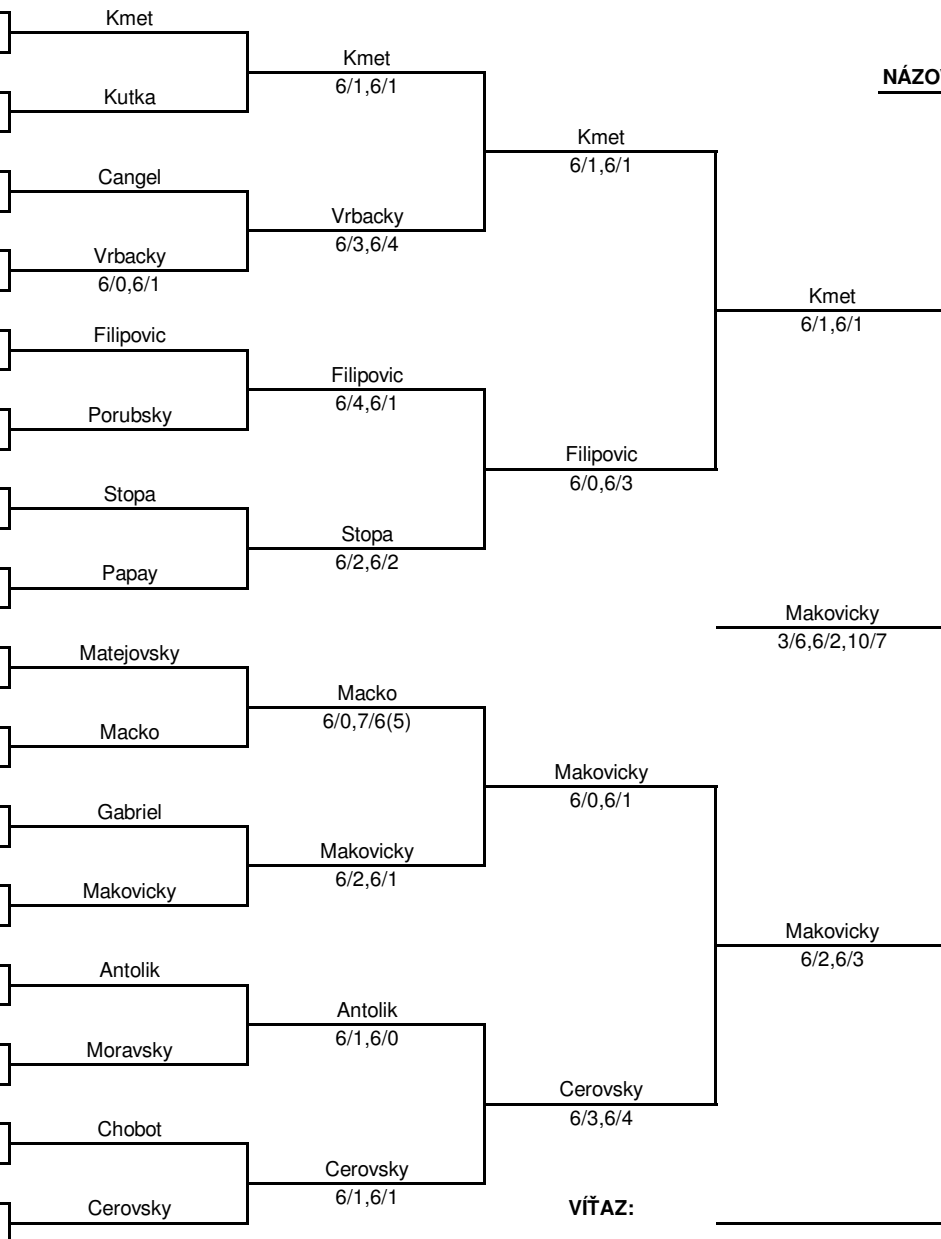 Kmet
Kmet
6/1,6/1
NÁZO
Kutka
Kmet
6/1,6/1
Cangel
Vrbacky
6/3,6/4
Vrbacky
6/0,6/1
Kmet
6/1,6/1
Filipovic
Filipovic
6/4,6/1
Porubsky
Filipovic
6/0,6/3
Stopa
Stopa
6/2,6/2
Papay
Makovicky
3/6,6/2,10/7
Matejovsky
Macko
6/0,7/6(5)
Macko
Makovicky
6/0,6/1
Gabriel
Makovicky
6/2,6/1
Makovicky
Makovicky
6/2,6/3
Antolik
Antolik
6/1,6/0
Moravsky
Cerovsky
6/3,6/4
Chobot
Cerovsky
6/1,6/1
Cerovsky
VÍŤAZ: